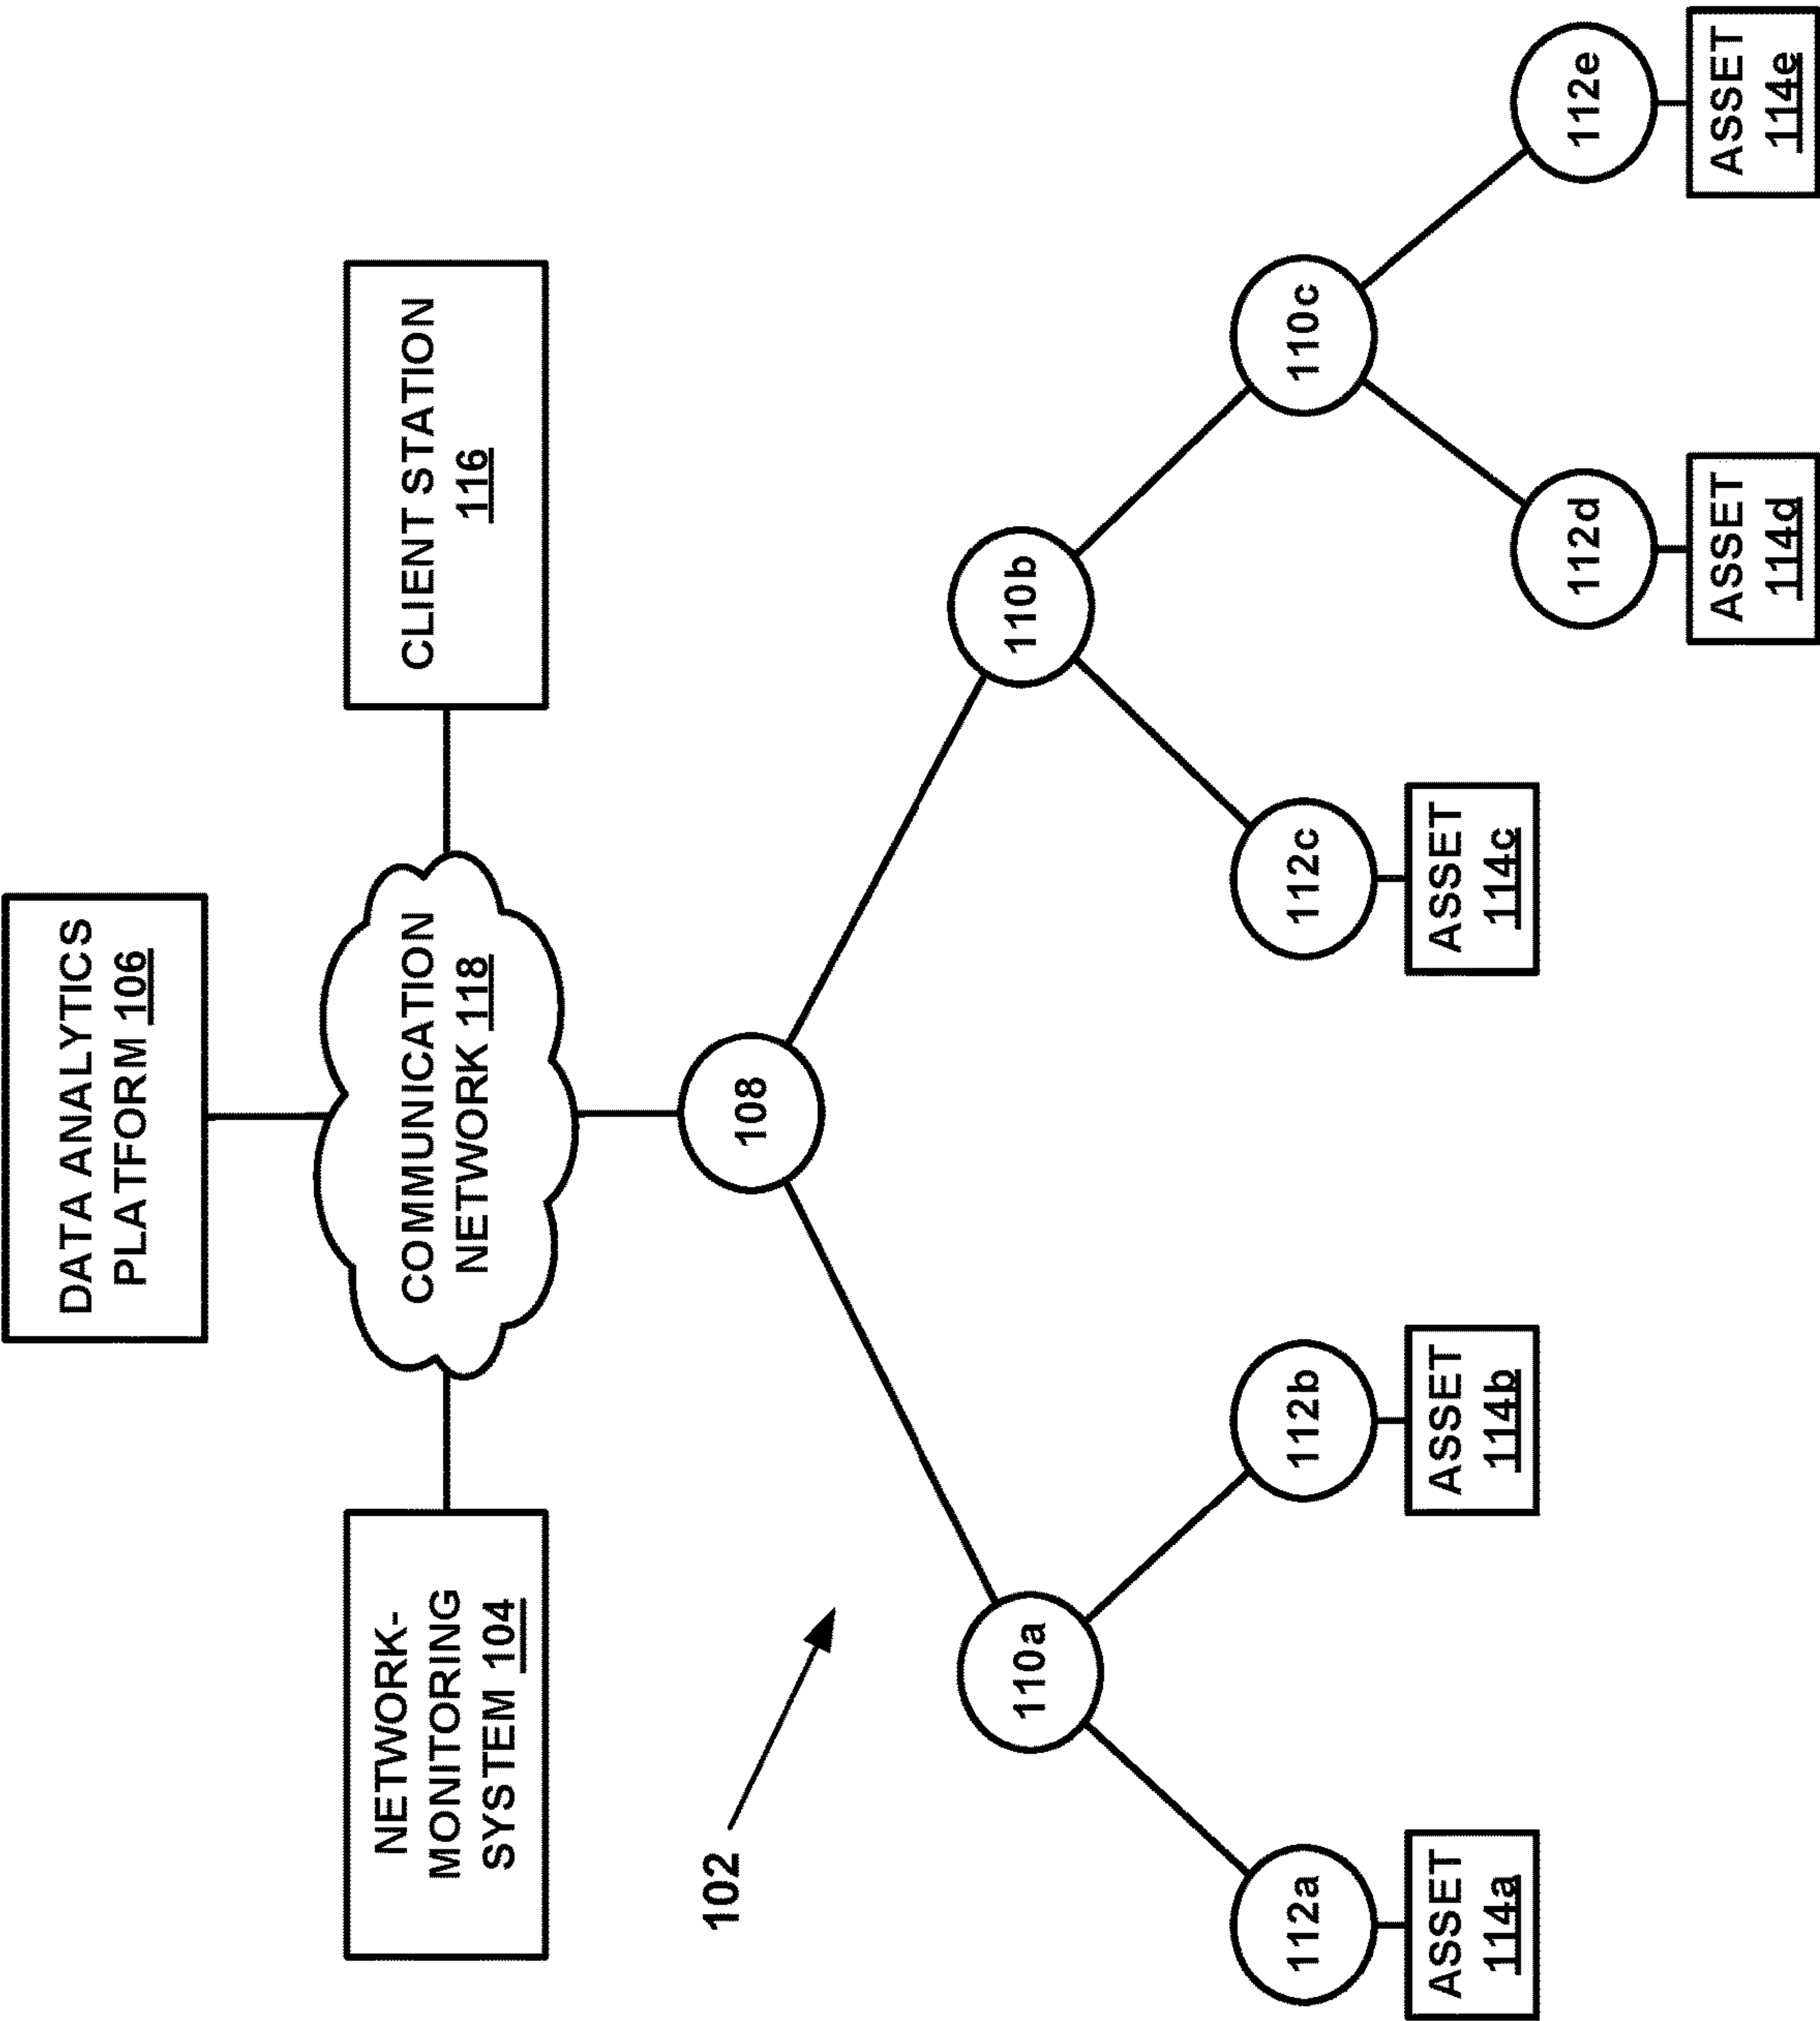 DATA ANALYTICS
PLATFORM 106
NETWORK-
MONITORING
SYSTEM 104
COMMUNICATION
NETWORK 118
CLIENT STATION
116
102
108
110a
110b
112a
112b
112c
110c
ASSET
114a
ASSET
114b
ASSET
114c
112d
112e
ASSET
114d
ASSET
114e